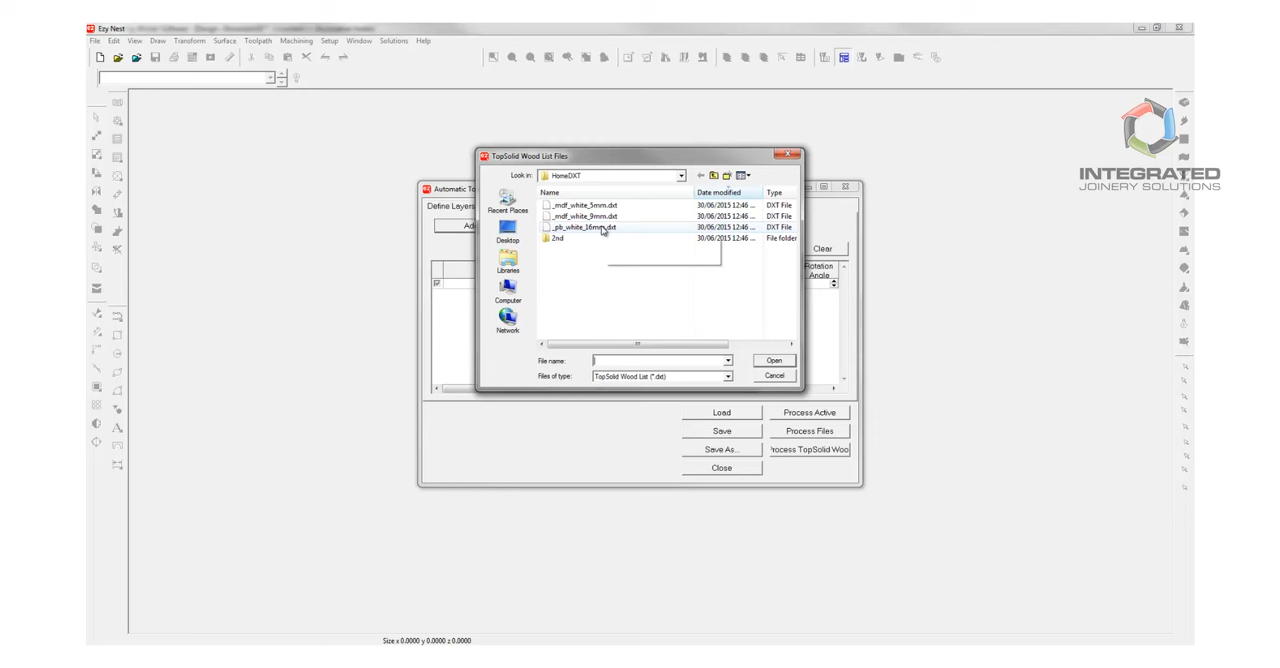 Ezy Nest
File Edit View Draw Transform Surface Toolpath Machining Setup Window Solutions Help
INTEGRATED
JOINERY SOLUTIONS
TopSolid Wood List Files
Look in: HomeDXT
Name Date modified Type
_mdf_white_5mm.dxt 30/06/2015 12:46 ... DXT File
_mdf_white_9mm.dxt 30/06/2015 12:46 ... DXT File
_pb_white_16mm.dxt 30/06/2015 12:46 ... DXT File
2nd 30/06/2015 12:46 ... File folder
Recent Places
Desktop
Libraries
Computer
Network
File name: Open
Files of type: TopSolid Wood List (*.dxt) Cancel
Automatic To
Define Layers
Clear
Rotation
Angle
Load Process Active
Save Process Files
Save As... rocess TopSolid Woo
Close
Size x 0.0000 y 0.0000 z 0.0000